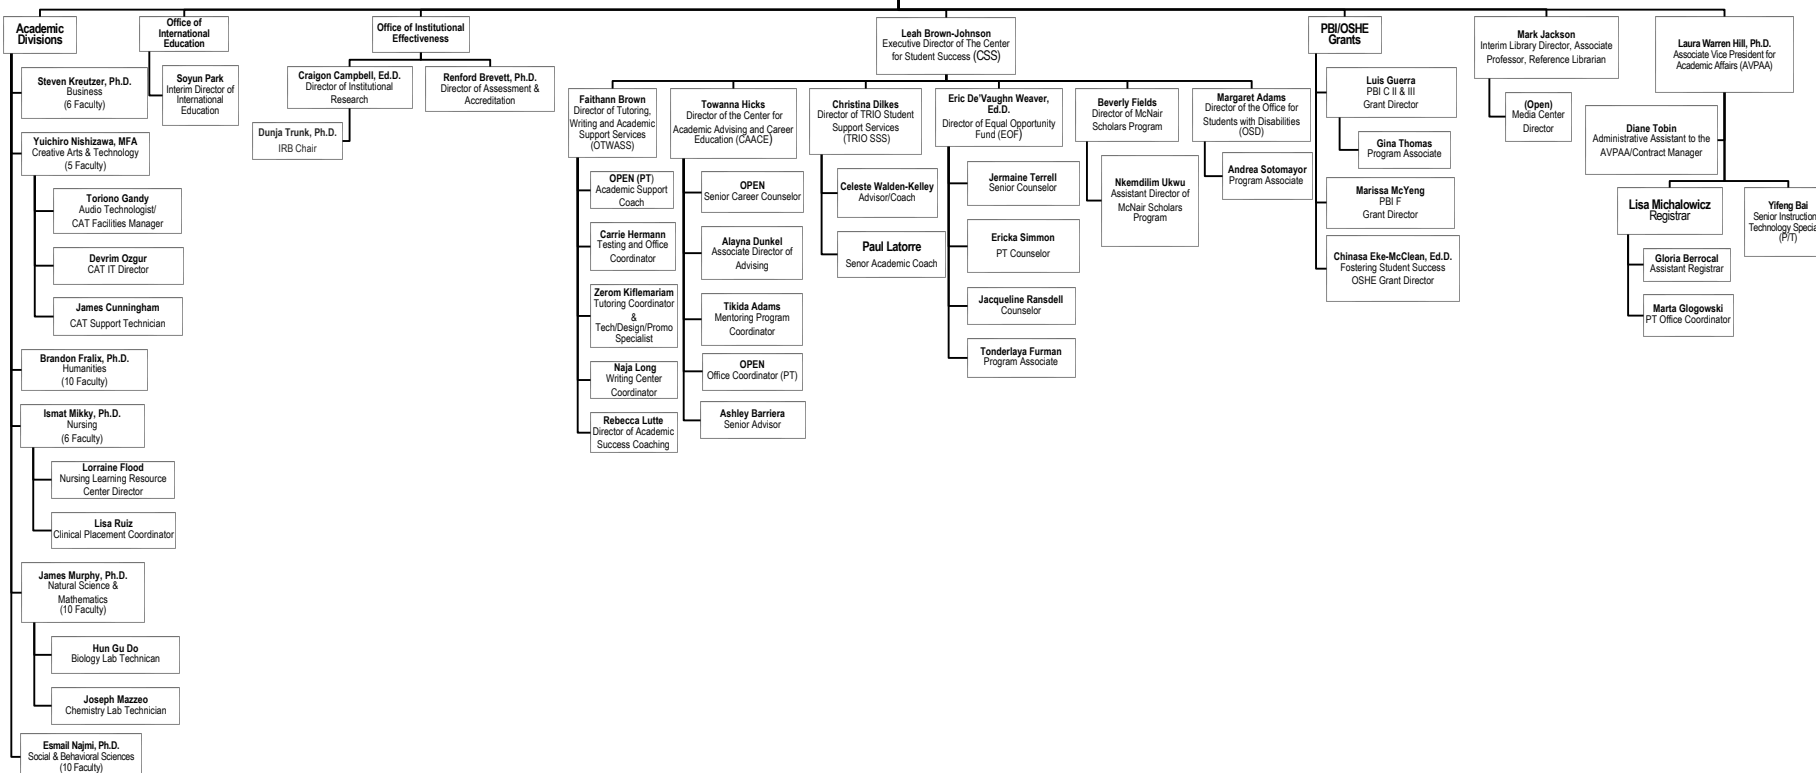 Academic
Divisions
Steven Kreutzer, Ph.D.
Business
(6 Faculty)
Yuichiro Nishizawa, MFA
Creative Arts & Technology
(5 Faculty)
Toriono Gandy
Audio Technologist/
CAT Facilities Manager
Devrim Ozgur
CAT IT Director
James Cunningham
CAT Support Technician
Brandon Fralix, Ph.D.
Humanities
(10 Faculty)
Ismat Mikky, Ph.D.
Nursing
(6 Faculty)
Lorraine Flood
Nursing Learning Resource
Center Director
Lisa Ruiz
Clinical Placement Coordinator
James Murphy, Ph.D.
Natural Science &
Mathematics
(10 Faculty)
Hun Gu Do
Biology Lab Technican
Joseph Mazzeo
Chemistry Lab Technician
Esmail Najmi, Ph.D.
Social & Behavioral Sciences
(10 Faculty)
Office of
International
Education
Soyun Park
Interim Director of
International
Education
Office of Institutional
Effectiveness
Craigon Campbell, Ed.D.
Director of Institutional
Research
Dunja Trunk, Ph.D.
IRB Chair
Renford Brevett, Ph.D.
Director of Assessment &
Accreditation
Leah Brown-Johnson
Executive Director of The Center
for Student Success (CSS)
Faithann Brown
Director of Tutoring,
Writing and Academic
Support Services
(OTWASS)
OPEN (PT)
Academic Support
Coach
Carrie Hermann
Testing and Office
Coordinator
Zerom Kiflemariam
Tutoring Coordinator
&
Tech/Design/Promo
Specialist
Naja Long
Writing Center
Coordinator
Rebecca Lutte
Director of Academic
Success Coaching
Towanna Hicks
Director of the Center for
Academic Advising and Career
Education (CAACE)
OPEN
Senior Career Counselor
Alayna Dunkel
Associate Director of
Advising
Tikida Adams
Mentoring Program
Coordinator
OPEN
Office Coordinator (PT)
Ashley Barriera
Senior Advisor
Christina Dilkes
Director of TRIO Student
Support Services
(TRIO SSS)
Celeste Walden-Kelley
Advisor/Coach
Paul Latorre
Senor Academic Coach
Eric De'Vaughn Weaver,
Ed.D.
Director of Equal Opportunity
Fund (EOF)
Jermaine Terrell
Senior Counselor
Ericka Simmon
PT Counselor
Jacqueline Ransdell
Counselor
Tonderlaya Furman
Program Associate
Beverly Fields
Director of McNair
Scholars Program
Nkemdilim Ukwu
Assistant Director of
McNair Scholars
Program
Margaret Adams
Director of the Office for
Students with Disabilities
(OSD)
Andrea Sotomayor
Program Associate
PBI/OSHE
Grants
Luis Guerra
PBI C II & III
Grant Director
Gina Thomas
Program Associate
Marissa McYeng
PBI F
Grant Director
Chinasa Eke-McClean, Ed.D.
Fostering Student Success
OSHE Grant Director
Mark Jackson
Interim Library Director, Associate
Professor, Reference Librarian
(Open)
Media Center
Director
Laura Warren Hill, Ph.D.
Associate Vice President for
Academic Affairs (AVPAA)
Diane Tobin
Administrative Assistant to the
AVPAA/Contract Manager
Lisa Michalowicz
Registrar
Gloria Berrocal
Assistant Registrar
Marta Glogowski
PT Office Coordinator
Yifeng Bai
Senior Instruction
Technology Specia
(P/T)